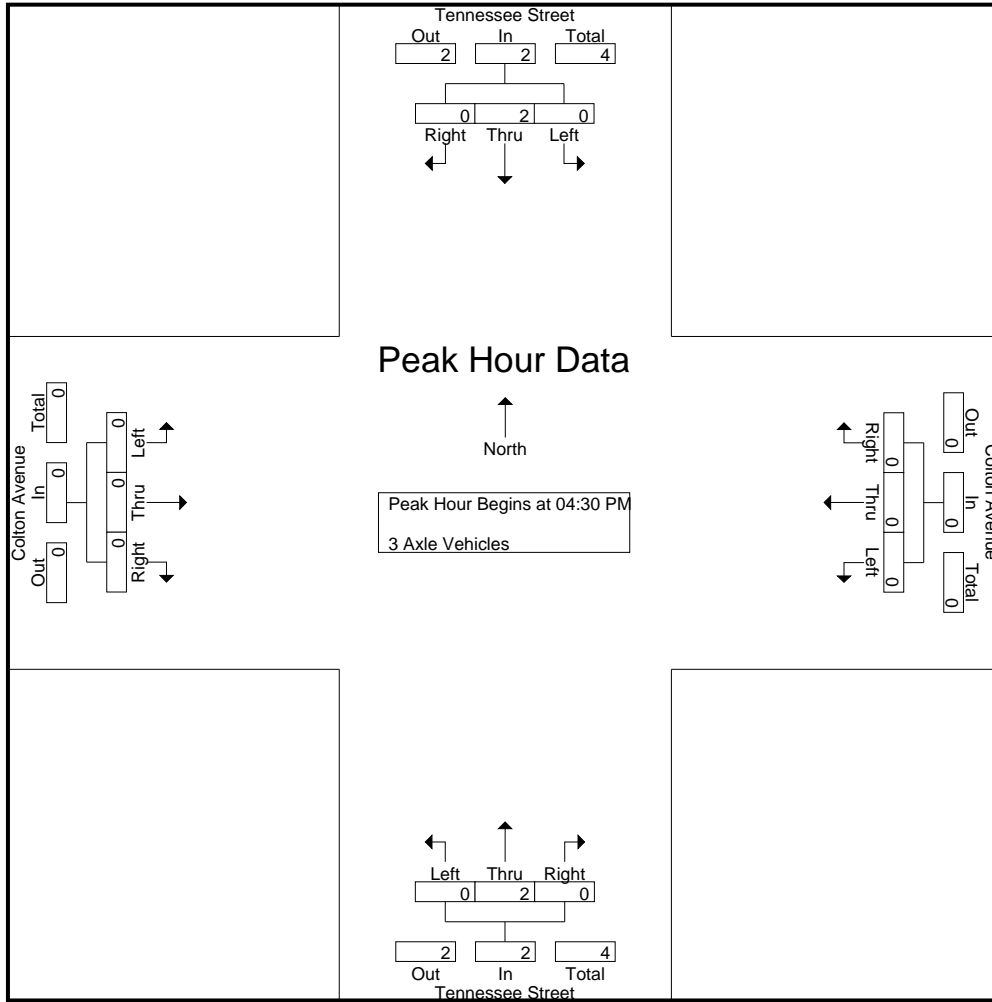 Tennessee Street
Out In Total
2 2 4
0 2 0
Right Thru Left
Peak Hour Data
North
Peak Hour Begins at 04:30 PM
3 Axle Vehicles
Colton Avenue
Out In Total
0 0 0
Right Thru Left
0 0 0
Colton Avenue
Out In Total
0 0 0
Right Thru Left
0 0 0
Left Thru Right
0 2 0
2 2 4
Out In Total
Tennessee Street